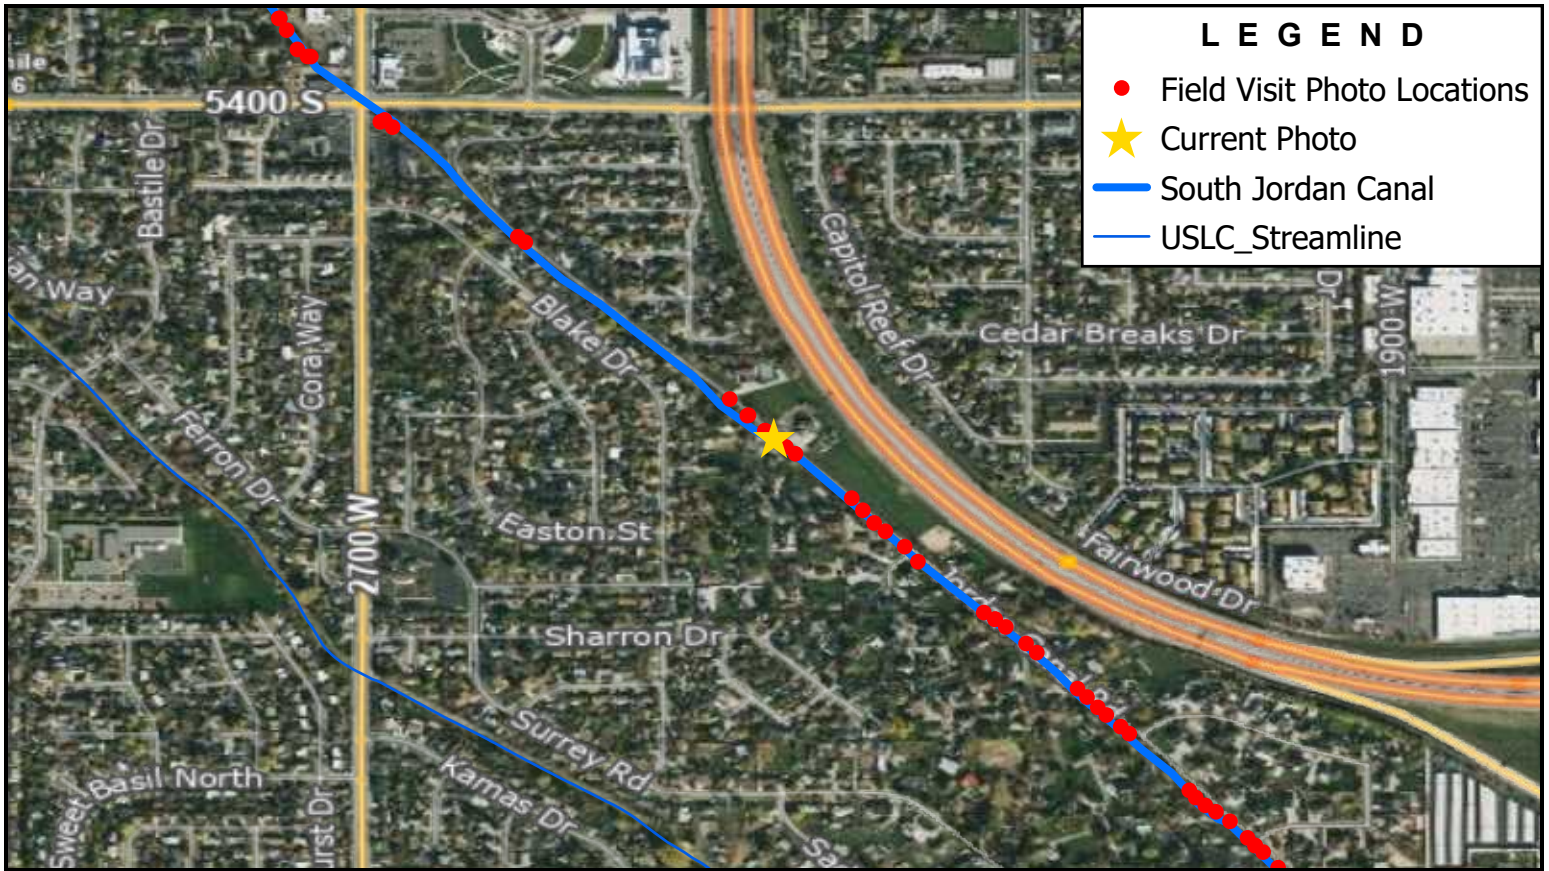 L E G E N D
Field Visit Photo Locations
Current Photo
South Jordan Canal
USLC_Streamline
5400 S
6
Bastile Dr
Capitol Reef Dr
Way
Cora Way
Blake Dr
Cedar Breaks Dr
1900 W
Ferron Dr
2700 W
Easton St
Fairwood Dr
Sharron Dr
Surrey Rd
Kamas Dr
Sweet Basil North
Dr